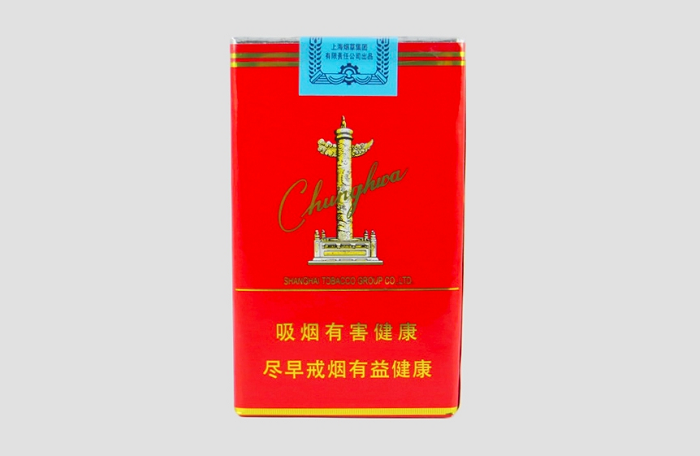 上海烟草集团
有限责任公司出品
Chunghwa
SHANGHAI TOBACCO GROUP CO. LTD.
吸烟有害健康
尽早戒烟有益健康